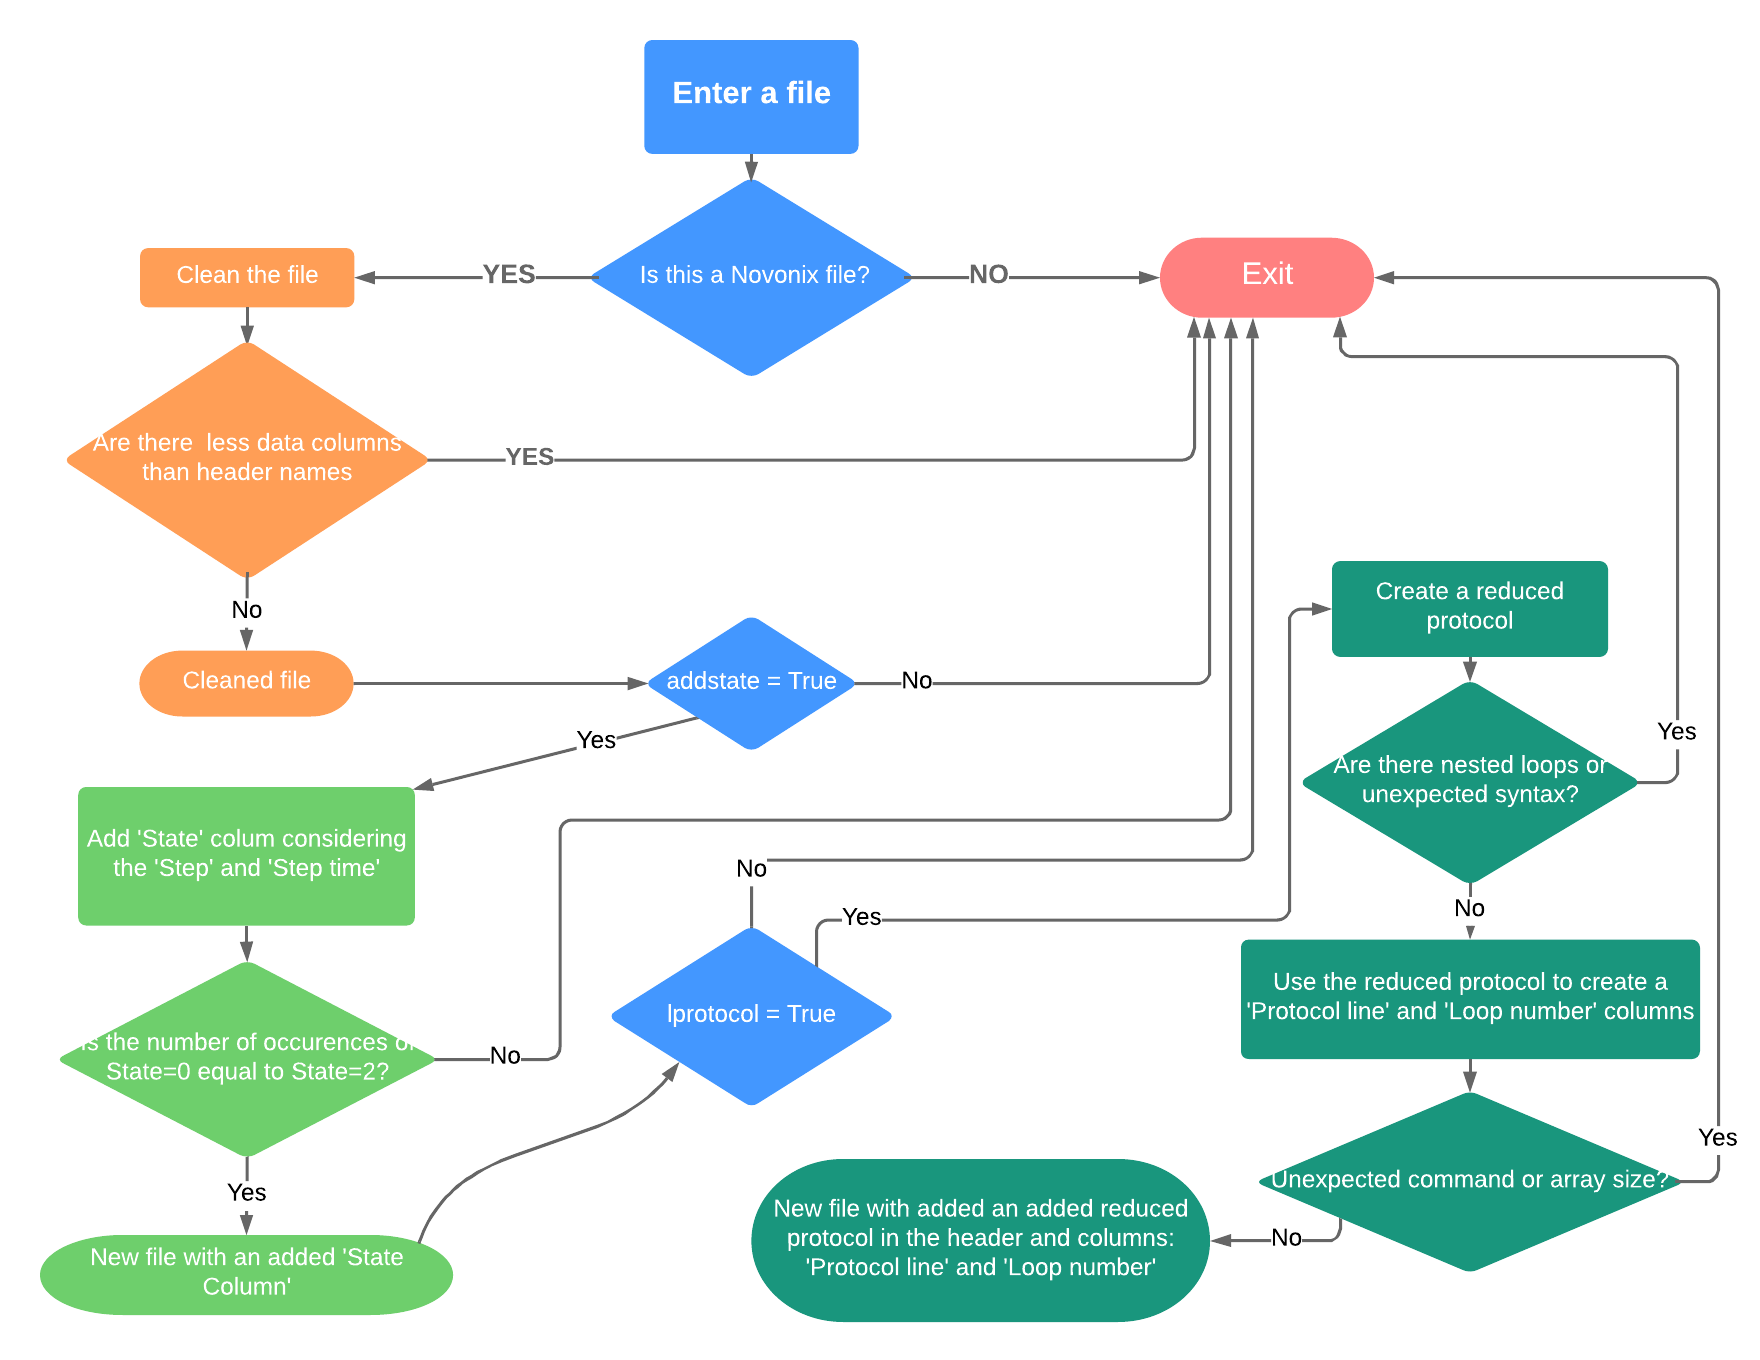 Enter a file
Is this a Novonix file?
YES
NO
Clean the file
Exit
Are there  less data columns
than header names
YES
No
Cleaned file
addstate = True
No
Yes
Create a reduced
protocol
Are there nested loops or
unexpected syntax?
Yes
No
Add 'State' colum considering
the 'Step' and 'Step time'
No
Yes
Use the reduced protocol to create a
'Protocol line' and 'Loop number' columns
lprotocol = True
Is the number of occurences of
State=0 equal to State=2?
No
Yes
New file with an added 'State
Column'
Unexpected command or array size?
Yes
No
New file with added an added reduced
protocol in the header and columns:
'Protocol line' and 'Loop number'